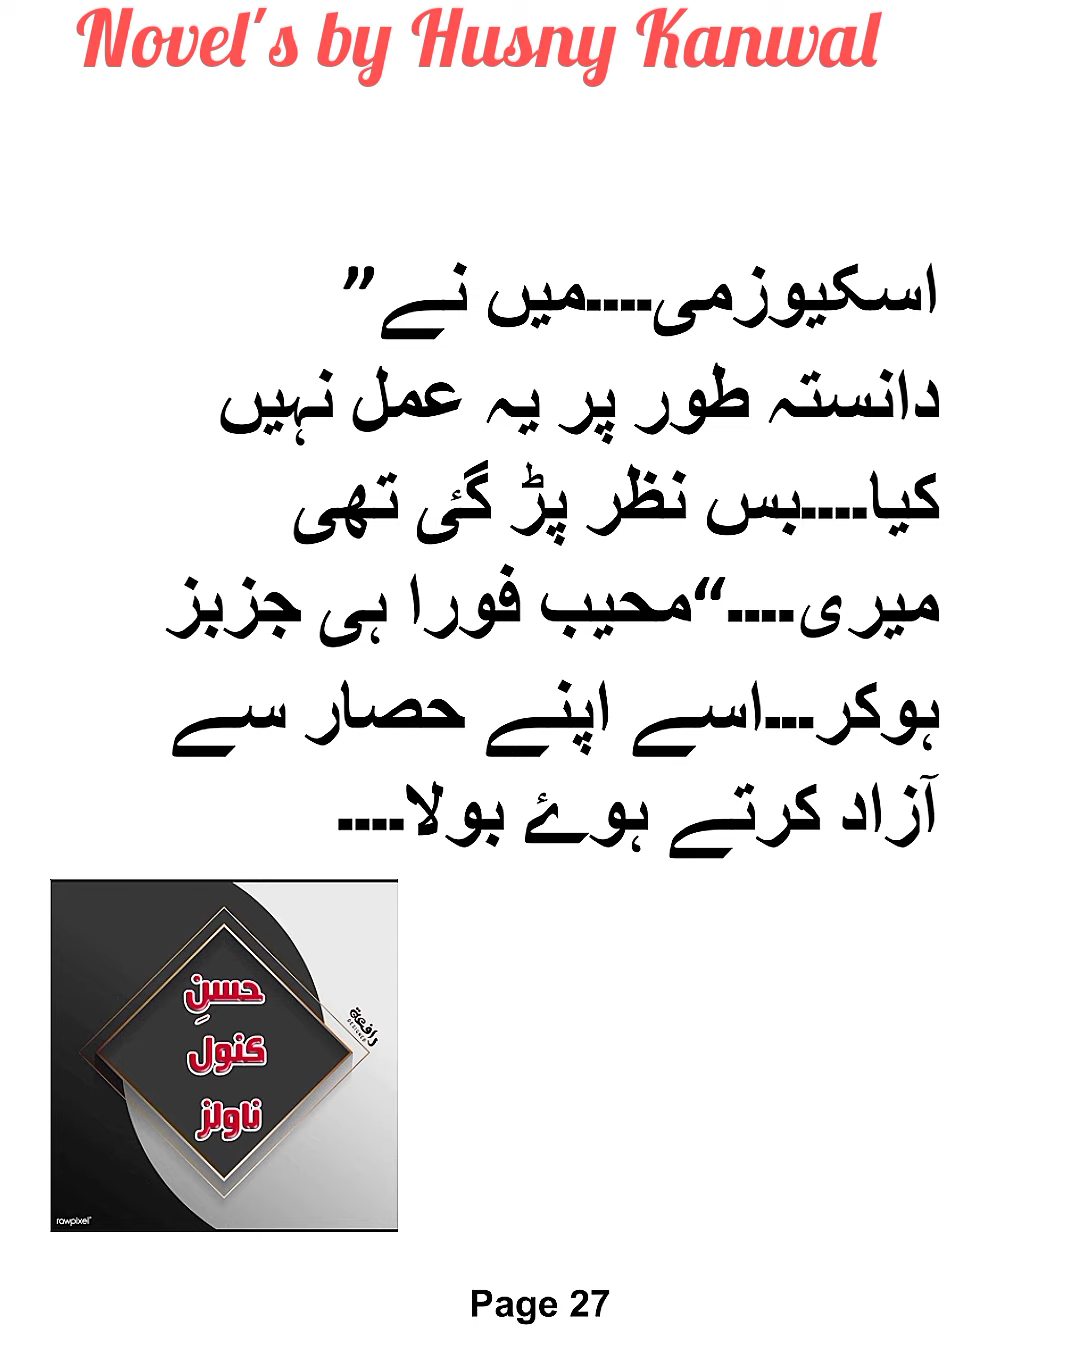 Novel's by Husny Kanwal
اسکیوزمی....میں نے”
دانستہ طور پر یہ عمل نہیں
کیا....بس نظر پڑ گئی تھی
میری....“محیب فورا ہی جزبز
ہوکر...اسے اپنے حصار سے
آزاد کرتے ہوۓ بولا....
حسنِ
کنول
ناولز
رافعة
DESIGNER
rawpixel
Page 27